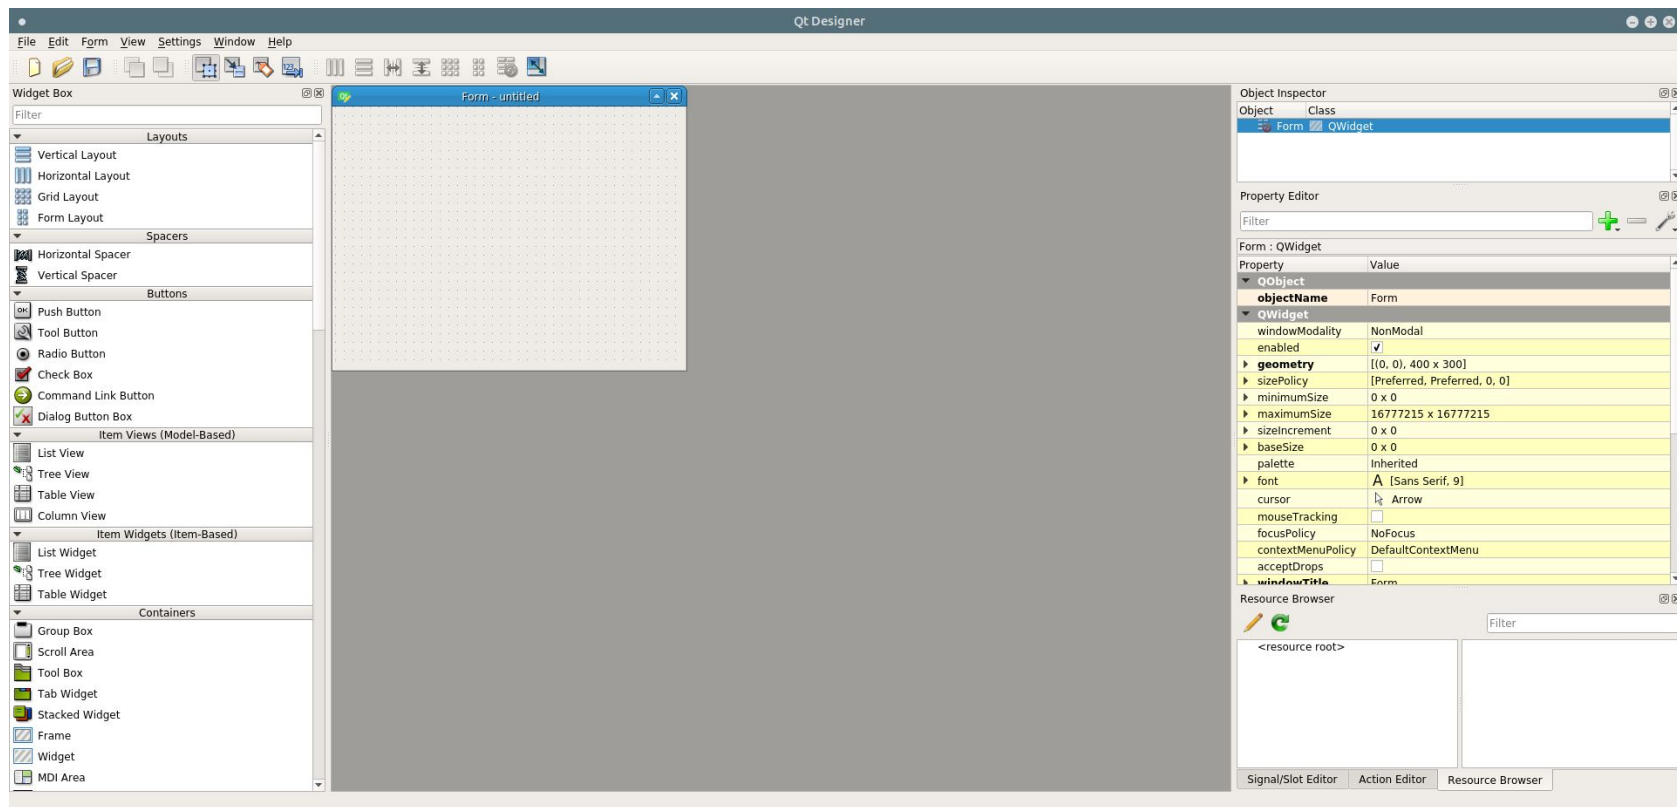 Qt Designer
File Edit Form View Settings Window Help
Widget Box
Filter
Layouts
Vertical Layout
Horizontal Layout
Grid Layout
Form Layout
Spacers
Horizontal Spacer
Vertical Spacer
Buttons
Push Button
Tool Button
Radio Button
Check Box
Command Link Button
Dialog Button Box
Item Views (Model-Based)
List View
Tree View
Table View
Column View
Item Widgets (Item-Based)
List Widget
Tree Widget
Table Widget
Containers
Group Box
Scroll Area
Tool Box
Tab Widget
Stacked Widget
Frame
Widget
MDI Area
Form - untitled
Object Inspector
Object Class
Form QWidget
Property Editor
Filter
Form : QWidget
Property Value
QObject
objectName Form
QWidget
windowModality NonModal
enabled
geometry [(0, 0), 400 x 300]
sizePolicy [Preferred, Preferred, 0, 0]
minimumSize 0 x 0
maximumSize 16777215 x 16777215
sizeIncrement 0 x 0
baseSize 0 x 0
palette Inherited
font A [Sans Serif, 9]
cursor Arrow
mouseTracking
focusPolicy NoFocus
contextMenuPolicy DefaultContextMenu
acceptDrops
windowTitle Form
Resource Browser
Filter
<resource root>
Signal/Slot Editor Action Editor Resource Browser